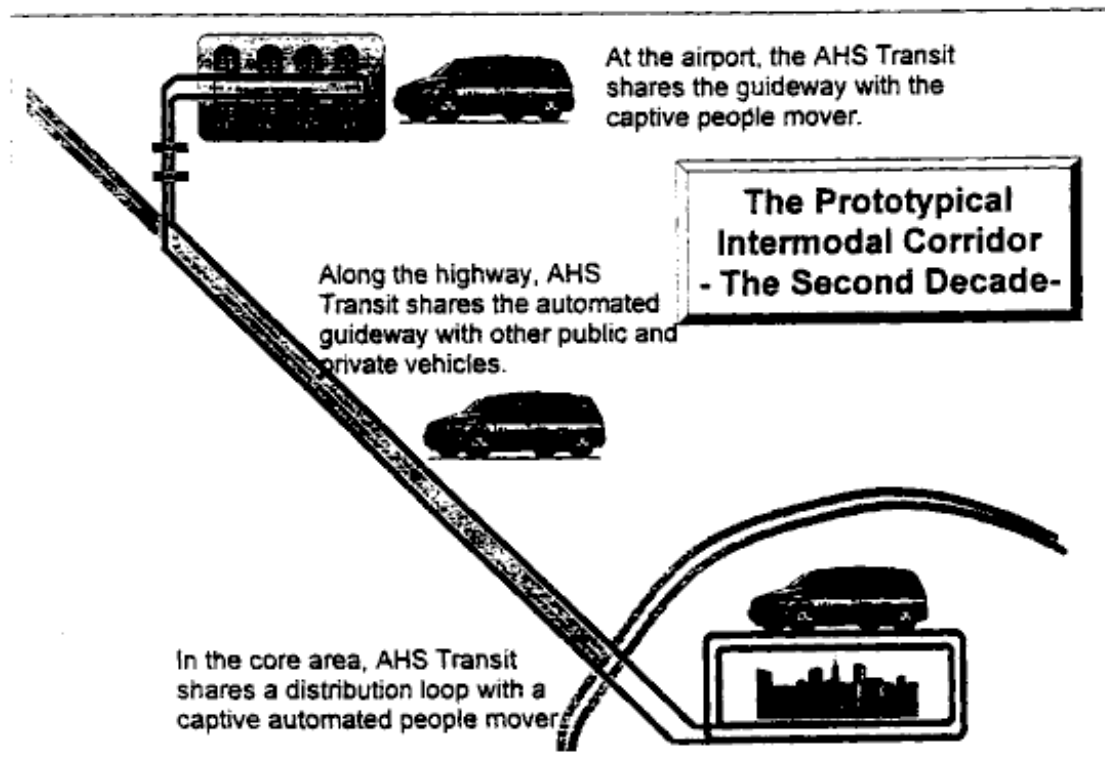 At the airport, the AHS Transit
shares the guideway with the
captive people mover.
The Prototypical
Intermodal Corridor
- The Second Decade-
Along the highway, AHS
Transit shares the automated
guideway with other public and
private vehicles.
In the core area, AHS Transit
shares a distribution loop with a
captive automated people mover